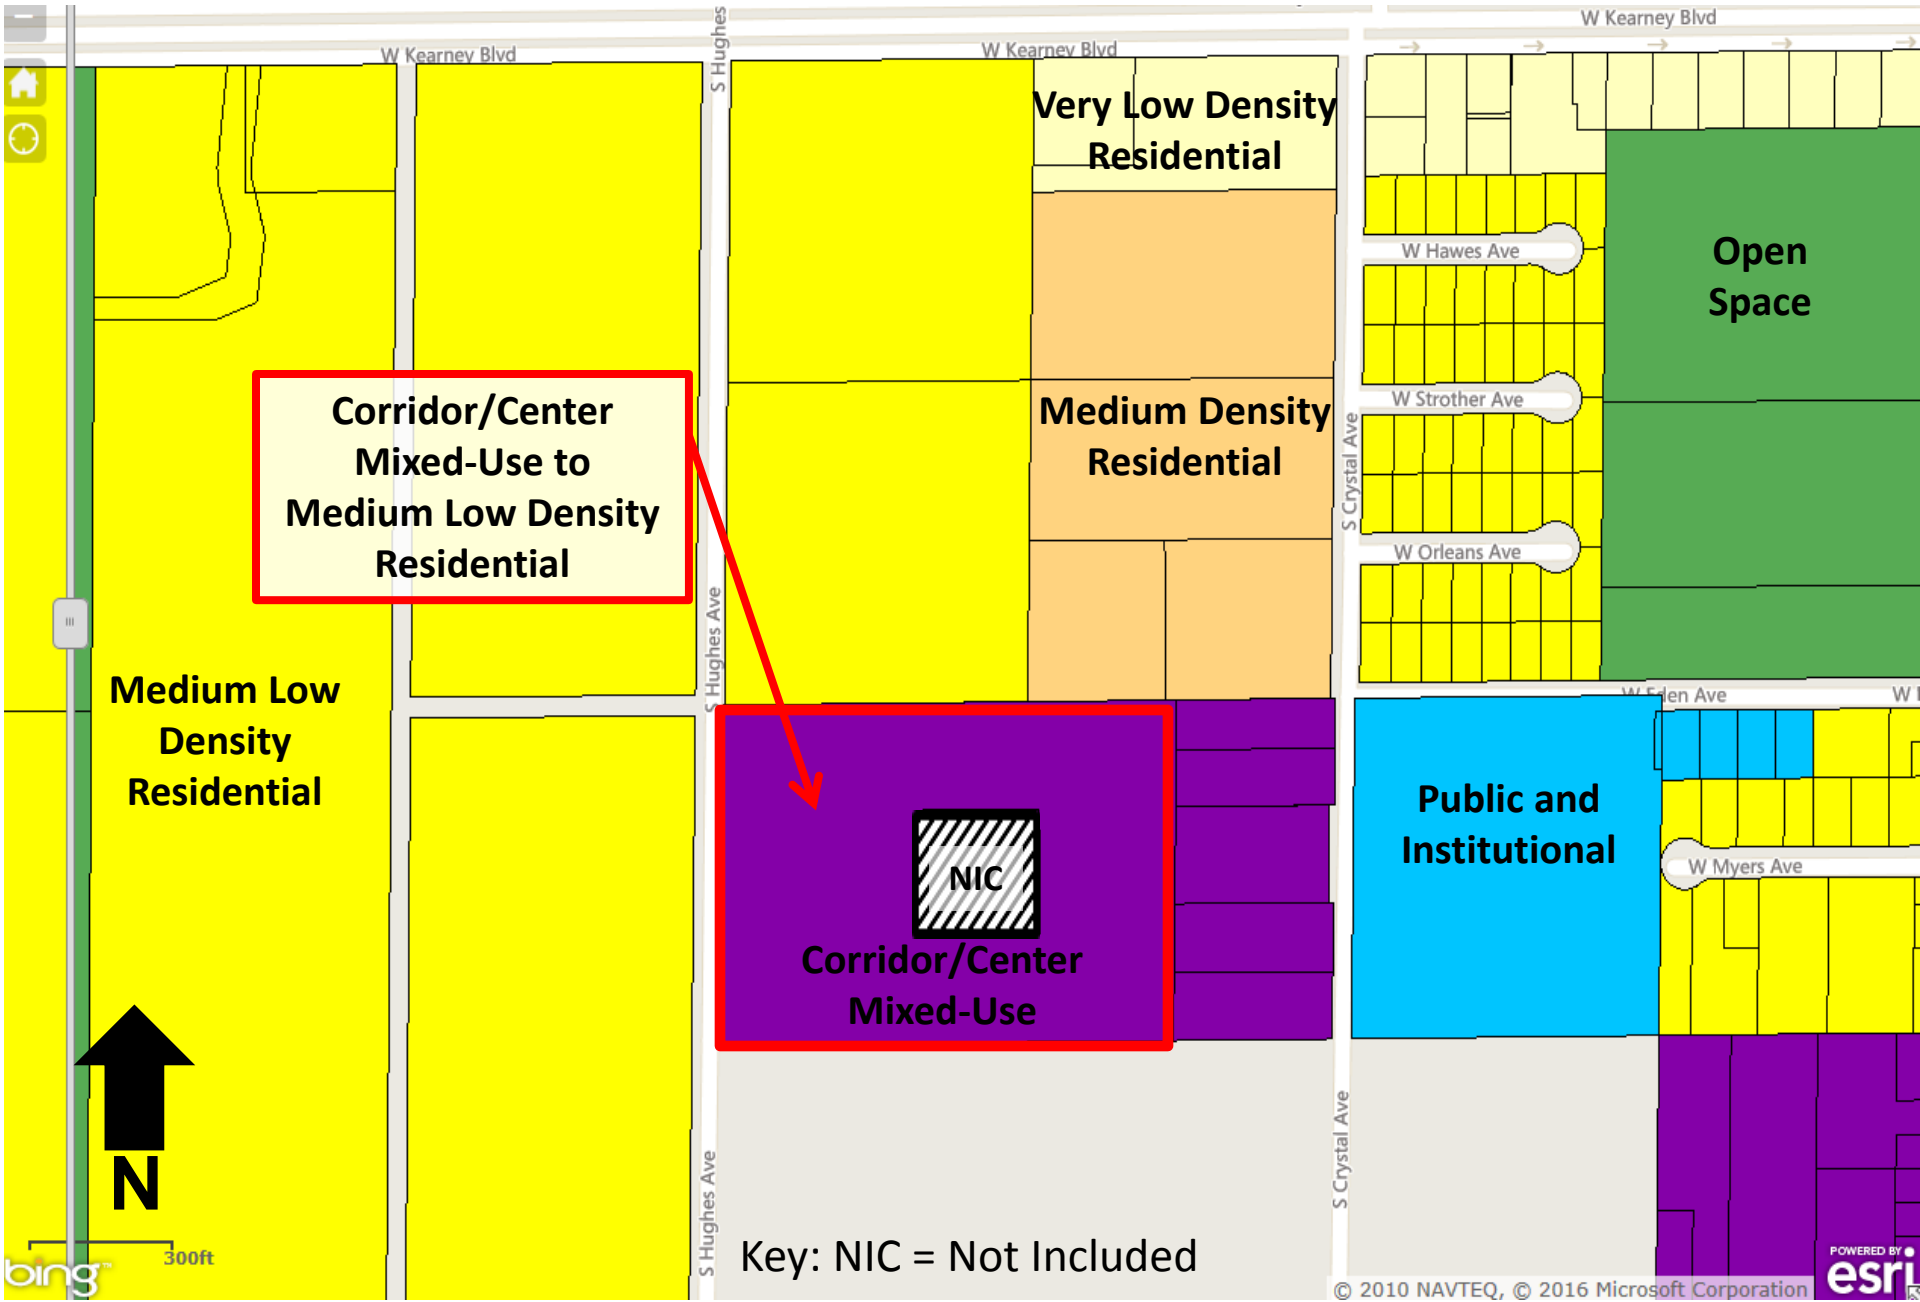 W Kearney Blvd
W Kearney Blvd
W Kearney Blvd
S Hughes
Very Low Density
Residential
W Hawes Ave
Open
Space
Corridor/Center
Mixed-Use to
Medium Low Density
Residential
Medium Density
Residential
W Strother Ave
S Crystal Ave
W Orleans Ave
S Hughes Ave
Medium Low
Density
Residential
W Eden Ave
W
Public and
Institutional
W Myers Ave
NIC
Corridor/Center
Mixed-Use
N
S Crystal Ave
S Hughes Ave
300ft
bing™
Key: NIC = Not Included
POWERED BY
esri
© 2010 NAVTEQ, © 2016 Microsoft Corporation